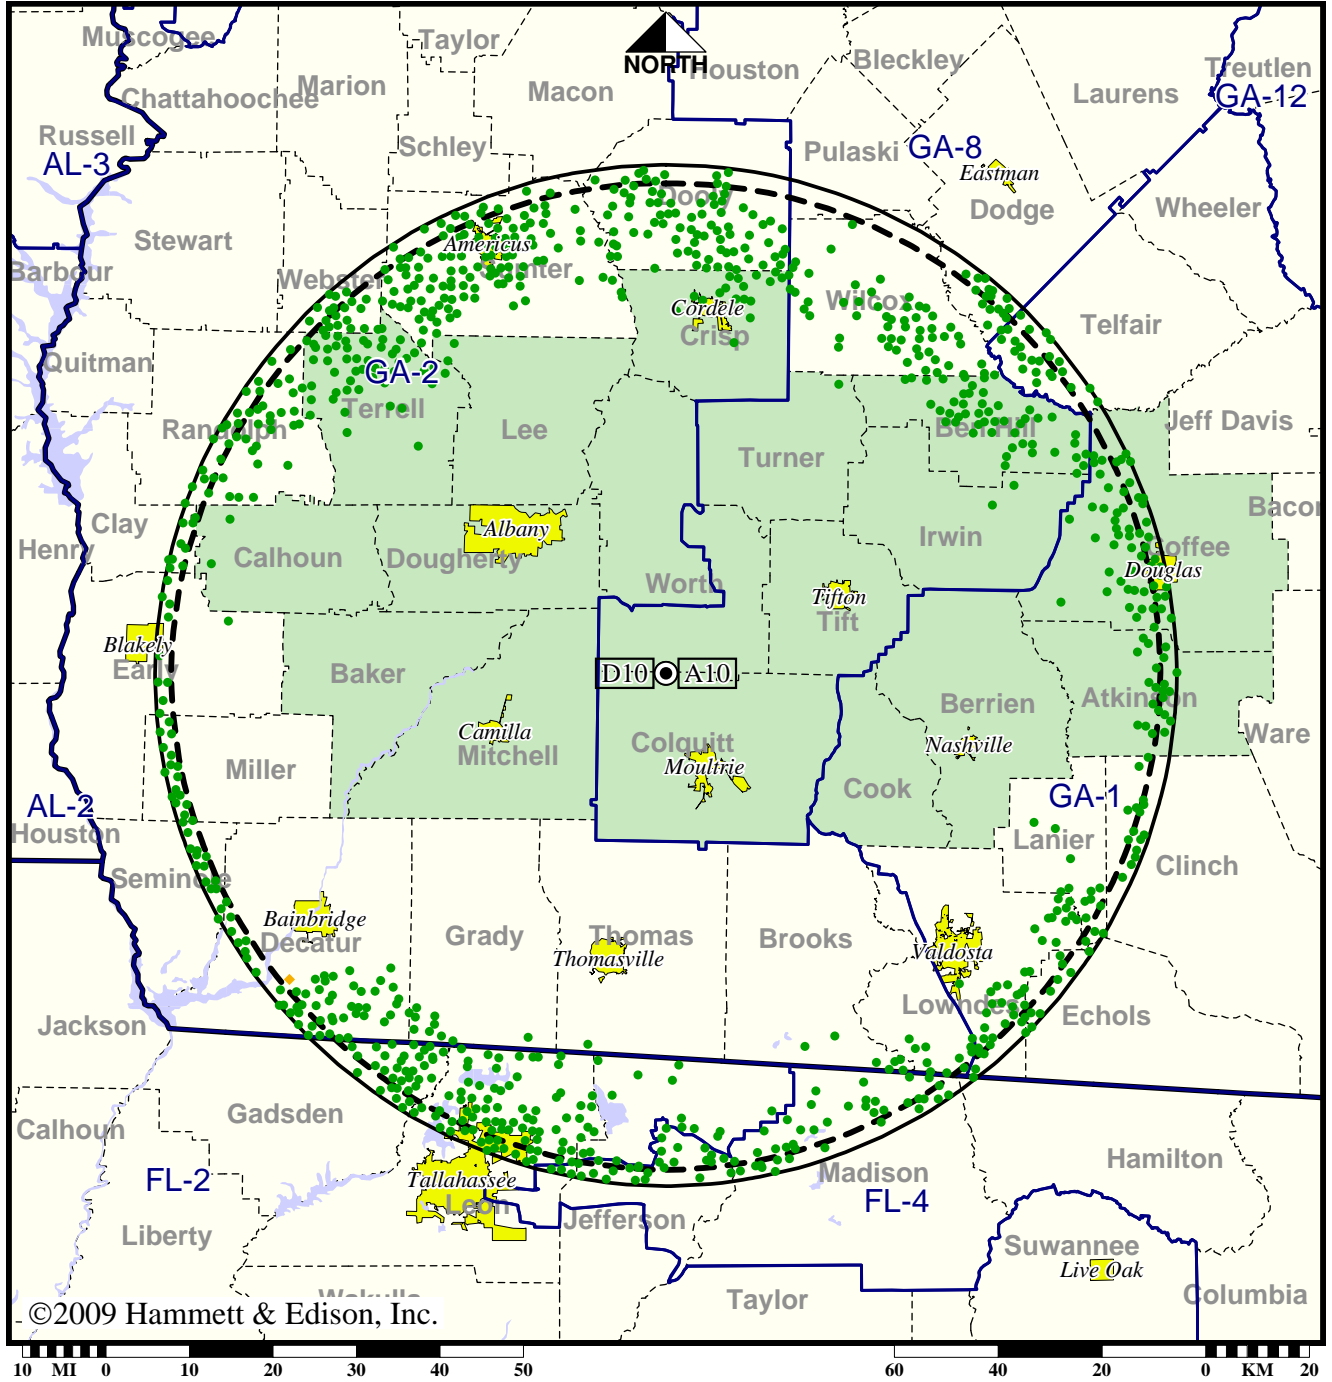 Muscogee
Taylor
NORTH
Houston
Bleckley
Treutlen
Chattahoochee
Marion
Macon
Laurens
GA-12
Russell
AL-3
Schley
Pulaski
GA-8
Eastman
Dooly
Dodge
Wheeler
Stewart
Americus
Sumter
Barbour
Webster
Cordele
Crisp
Wilcox
Telfair
Quitman
GA-2
Terrell
Randolph
Lee
Turner
Ben Hill
Jeff Davis
Clay
Henry
Albany
Calhoun
Dougherty
Irwin
Bacon
Coffee
Douglas
Worth
Tifton
Tift
Blakely
Early
Baker
D10
A10
Berrien
Atkinson
Camilla
Mitchell
Colquitt
Moultrie
Nashville
Ware
Miller
Cook
GA-1
AL-2
Houston
Lanier
Seminole
Clinch
Bainbridge
Decatur
Grady
Thomas
Thomasville
Brooks
Valdosta
Lowndes
Echols
Jackson
Gadsden
Calhoun
FL-2
Tallahassee
Leon
Madison
FL-4
Hamilton
Liberty
Jefferson
Suwannee
Live Oak
Wakulla
Taylor
Columbia
©2009 Hammett & Edison, Inc.
10 MI 0 10 20 30 40 50
60 40 20 0 KM 20